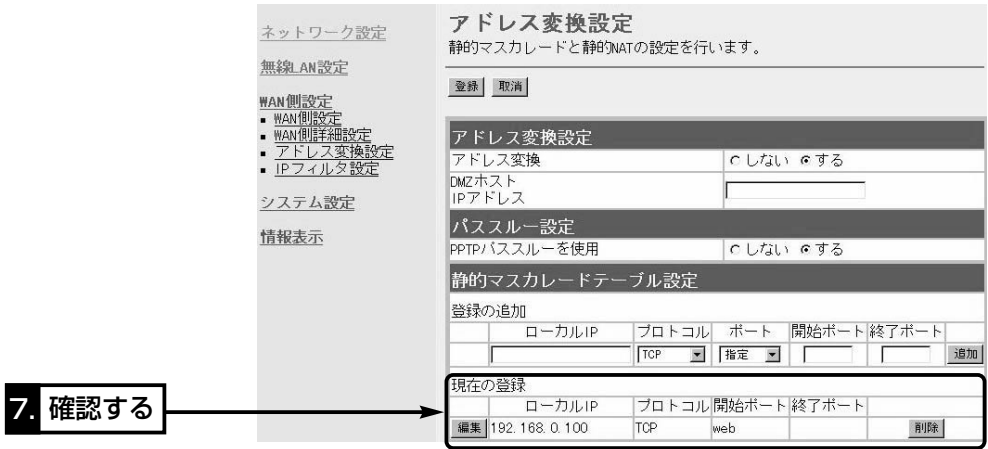 ネットワーク設定
無線LAN設定
WAN側設定
WAN側設定
WAN側詳細設定
アドレス変換設定
IPフィルタ設定
システム設定
情報表示
アドレス変換設定
静的マスカレードと静的NATの設定を行います。
登録 取消
アドレス変換設定
アドレス変換 しない する
DMZホスト
IPアドレス
パススルー設定
PPTPパススルーを使用 しない する
静的マスカレードテーブル設定
登録の追加
ローカルIP プロトコル ポート 開始ポート 終了ポート
TCP 指定 追加
現在の登録
ローカルIP プロトコル 開始ポート 終了ポート
編集 192.168.0.100 TCP web 削除
7. 確認する